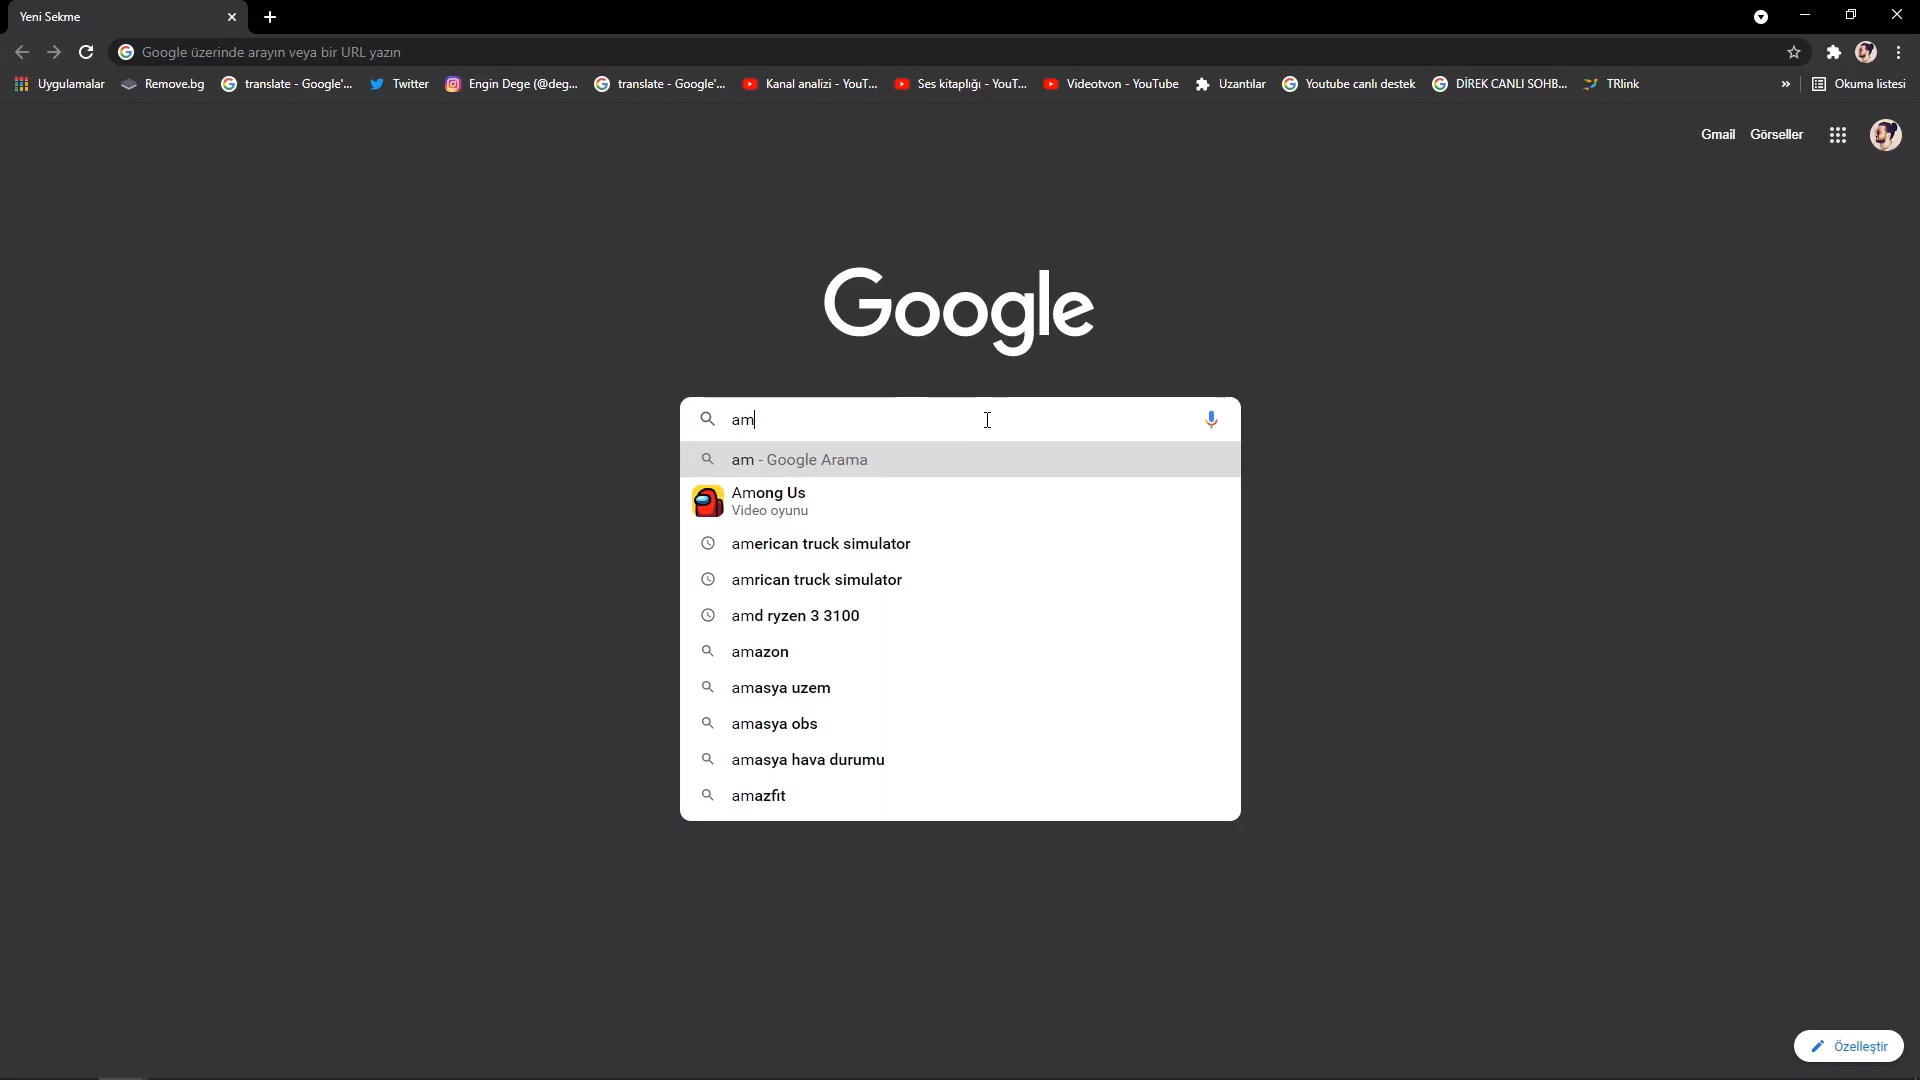 Yeni Sekme
Google üzerinde arayın veya bir URL yazın
Uygulamalar Remove.bg translate - Google'... Twitter Engin Dege (@deg... translate - Google'... Kanal analizi - YouT... Ses kitaplığı - YouT... Videotvon - YouTube Uzantılar Youtube canlı destek DİREK CANLI SOHB... TRlink » Okuma listesi
Gmail Görseller
Google
am
am - Google Arama
Among Us
Video oyunu
american truck simulator
amrican truck simulator
amd ryzen 3 3100
amazon
amasya uzem
amasya obs
amasya hava durumu
amazfit
Özelleştir